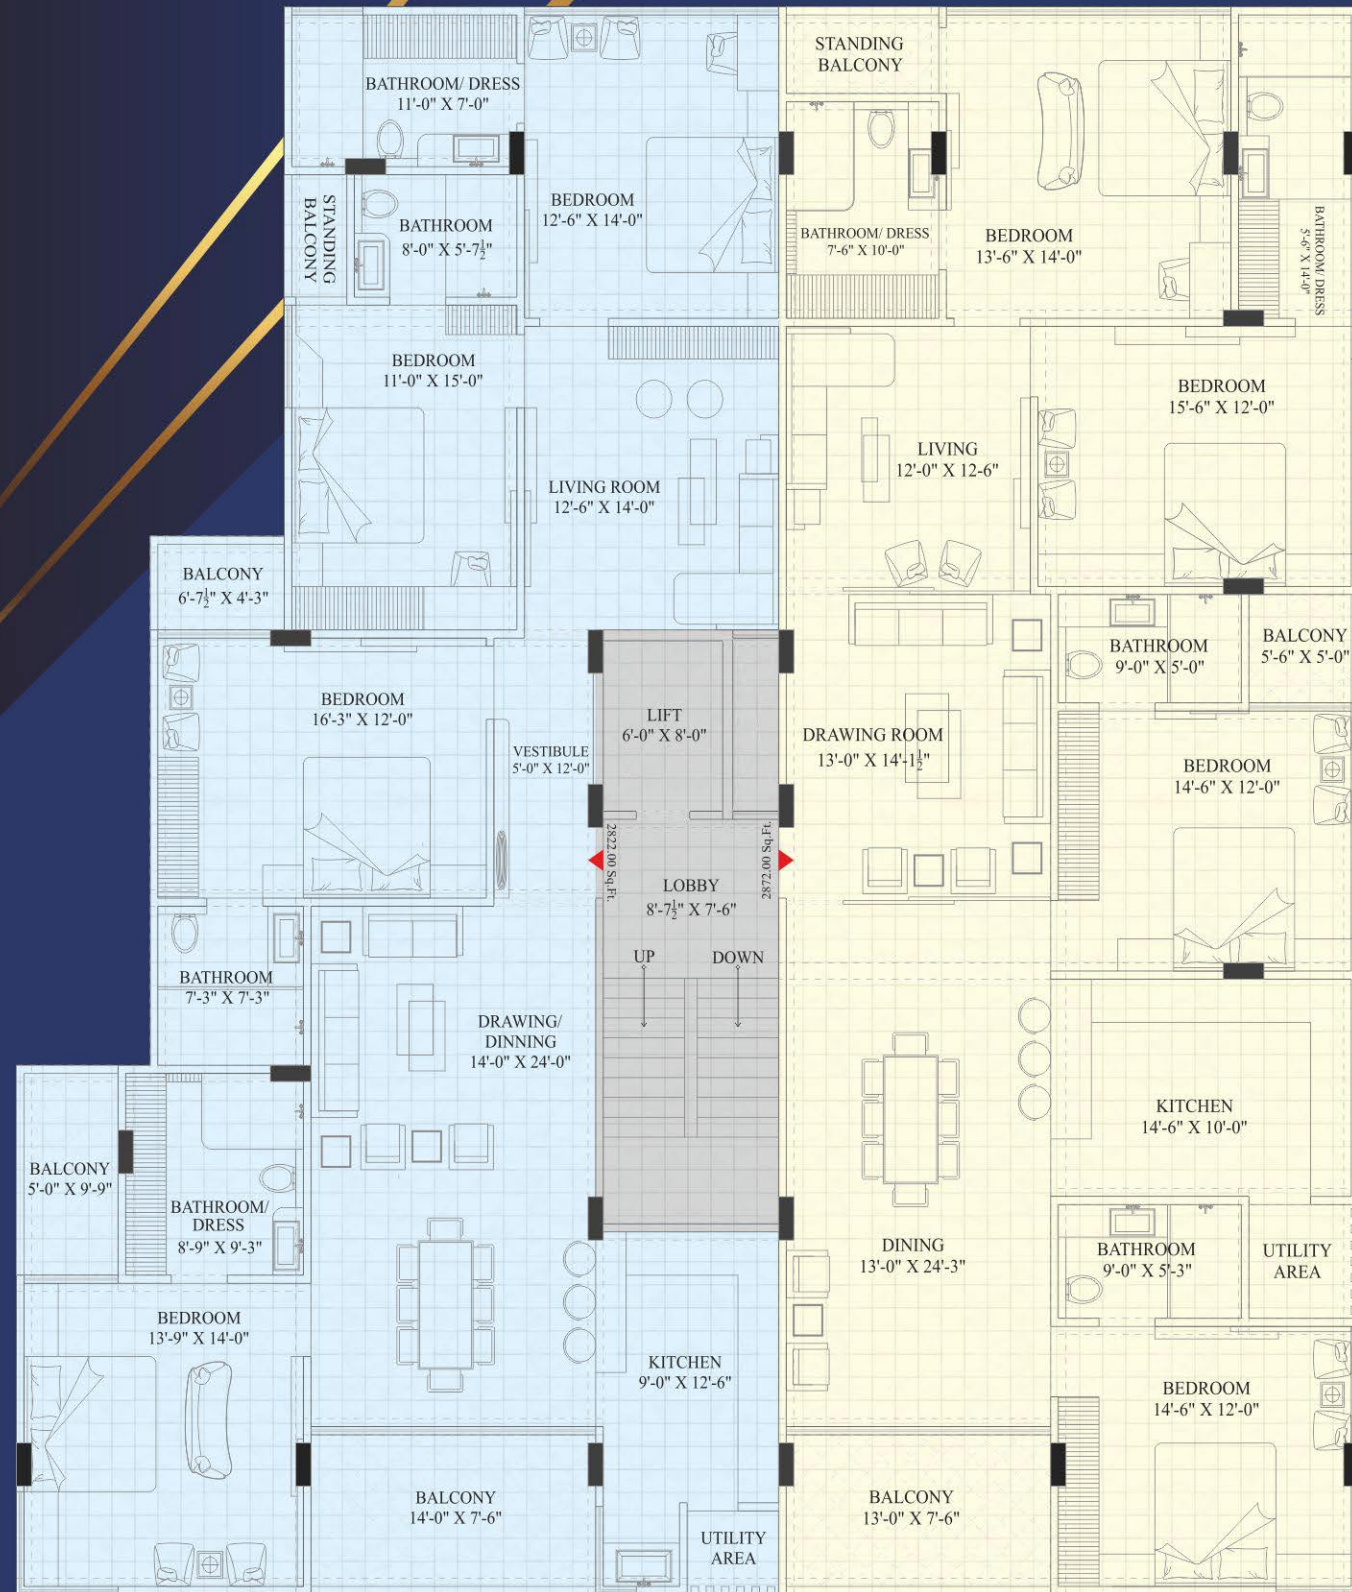 BATHROOM/ DRESS
11'-0" X 7'-0"
STANDING
BALCONY
BATHROOM
8'-0" X 5'-7½"
BEDROOM
12'-6" X 14'-0"
BEDROOM
11'-0" X 15'-0"
LIVING ROOM
12'-6" X 14'-0"
BALCONY
6'-7½" X 4'-3"
BEDROOM
16'-3" X 12'-0"
VESTIBULE
5'-0" X 12'-0"
BATHROOM
7'-3" X 7'-3"
DRAWING/
DINNING
14'-0" X 24'-0"
BALCONY
5'-0" X 9'-9"
BATHROOM/
DRESS
8'-9" X 9'-3"
BEDROOM
13'-9" X 14'-0"
KITCHEN
9'-0" X 12'-6"
BALCONY
14'-0" X 7'-6"
UTILITY
AREA
LIFT
6'-0" X 8'-0"
2822.00 Sq.Ft.
2872.00 Sq.Ft.
LOBBY
8'-7½" X 7'-6"
UP
DOWN
STANDING
BALCONY
BATHROOM/ DRESS
7'-6" X 10'-0"
BEDROOM
13'-6" X 14'-0"
BATHROOM/ DRESS
5'-6" X 14'-0"
LIVING
12'-0" X 12-6"
BEDROOM
15'-6" X 12'-0"
BATHROOM
9'-0" X 5'-0"
BALCONY
5'-6" X 5'-0"
DRAWING ROOM
13'-0" X 14'-1½"
BEDROOM
14'-6" X 12'-0"
KITCHEN
14'-6" X 10'-0"
DINING
13'-0" X 24'-3"
BATHROOM
9'-0" X 5'-3"
UTILITY
AREA
BEDROOM
14'-6" X 12'-0"
BALCONY
13'-0" X 7'-6"